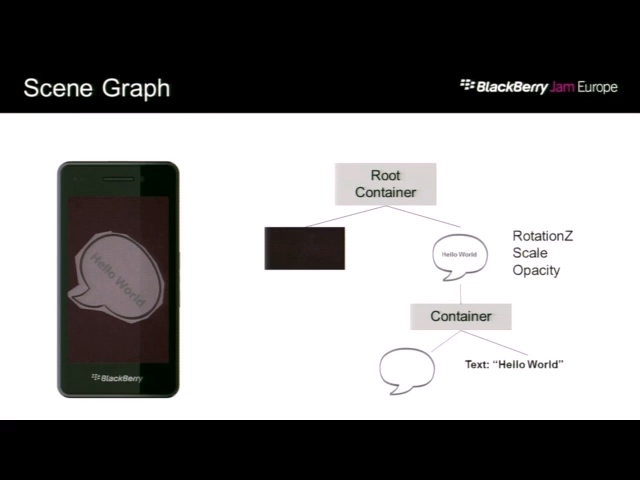 Scene Graph
BlackBerry Jam Europe
Root
Container
Hello World
RotationZ
Scale
Opacity
Hello World
Container
Text: “Hello World”
BlackBerry